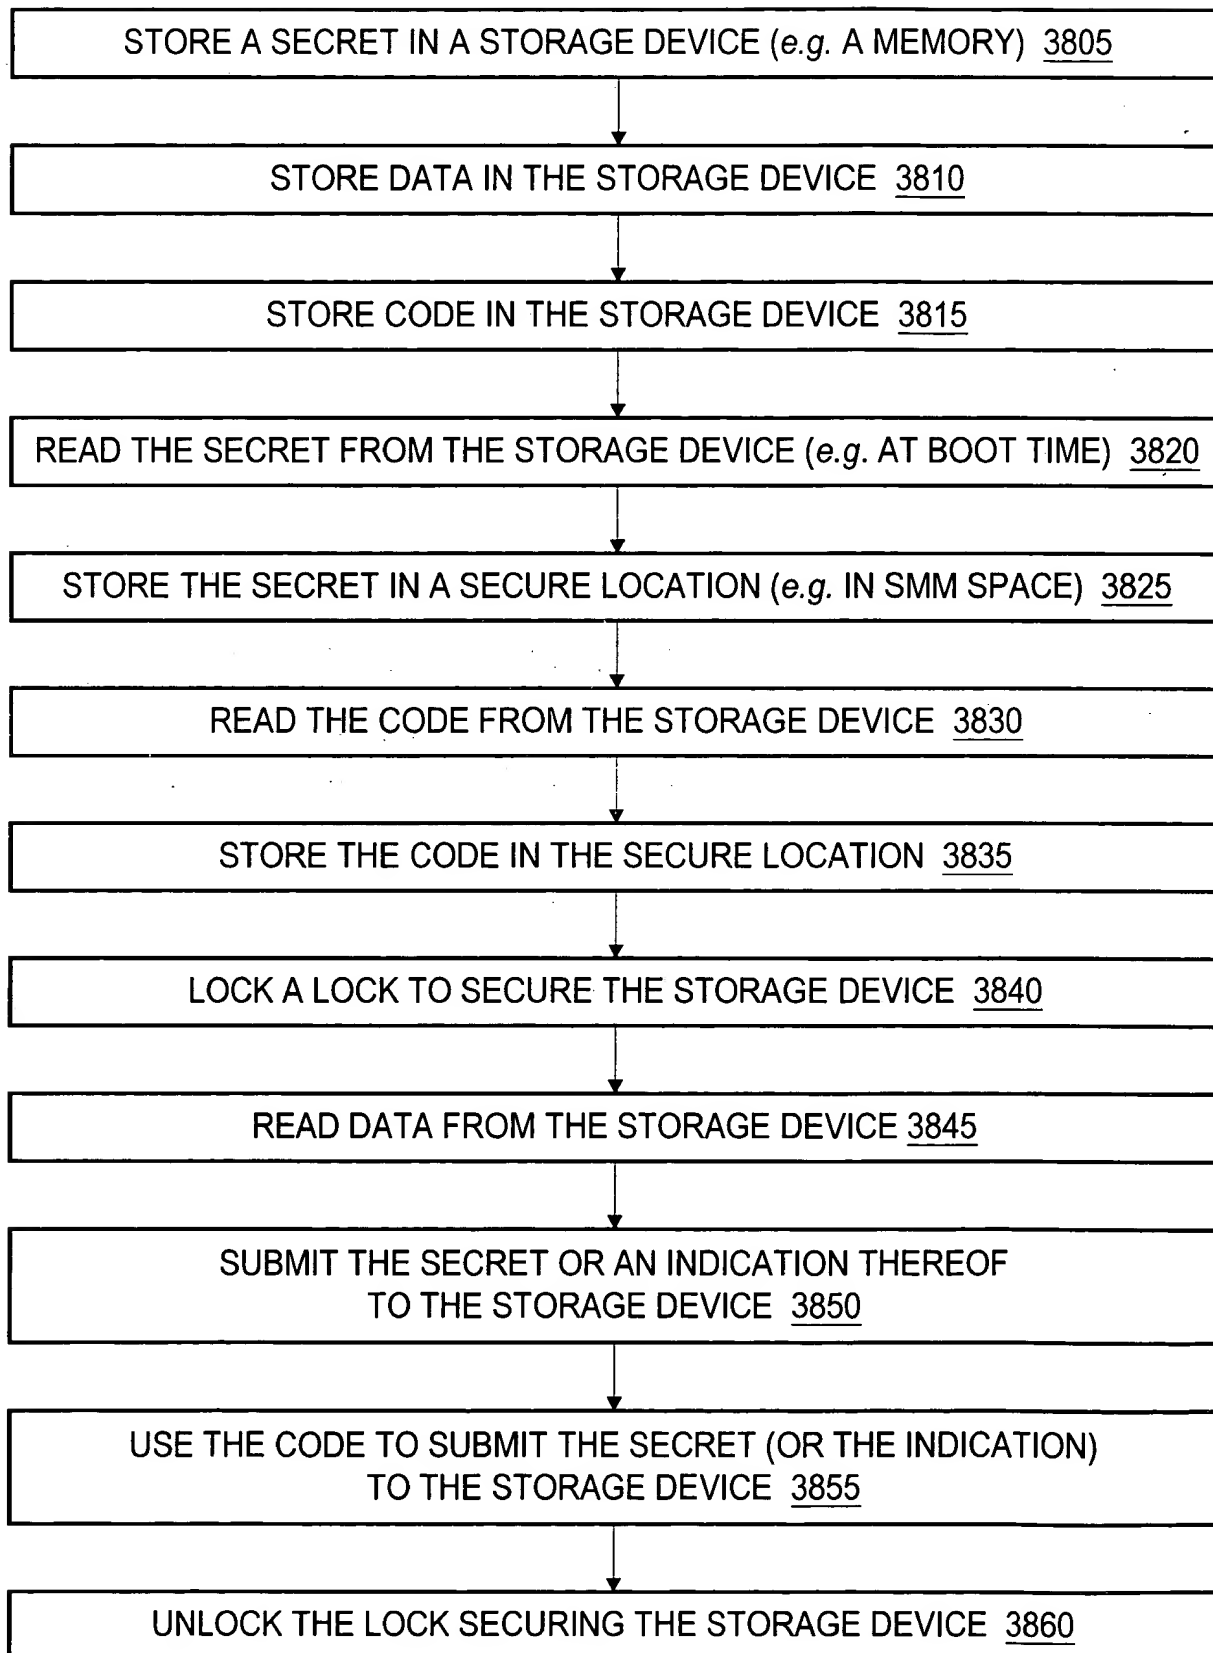 STORE A SECRET IN A STORAGE DEVICE (e.g. A MEMORY) 3805
STORE DATA IN THE STORAGE DEVICE 3810
STORE CODE IN THE STORAGE DEVICE 3815
READ THE SECRET FROM THE STORAGE DEVICE (e.g. AT BOOT TIME) 3820
STORE THE SECRET IN A SECURE LOCATION (e.g. IN SMM SPACE) 3825
READ THE CODE FROM THE STORAGE DEVICE 3830
STORE THE CODE IN THE SECURE LOCATION 3835
LOCK A LOCK TO SECURE THE STORAGE DEVICE 3840
READ DATA FROM THE STORAGE DEVICE 3845
SUBMIT THE SECRET OR AN INDICATION THEREOF
TO THE STORAGE DEVICE 3850
USE THE CODE TO SUBMIT THE SECRET (OR THE INDICATION)
TO THE STORAGE DEVICE 3855
UNLOCK THE LOCK SECURING THE STORAGE DEVICE 3860